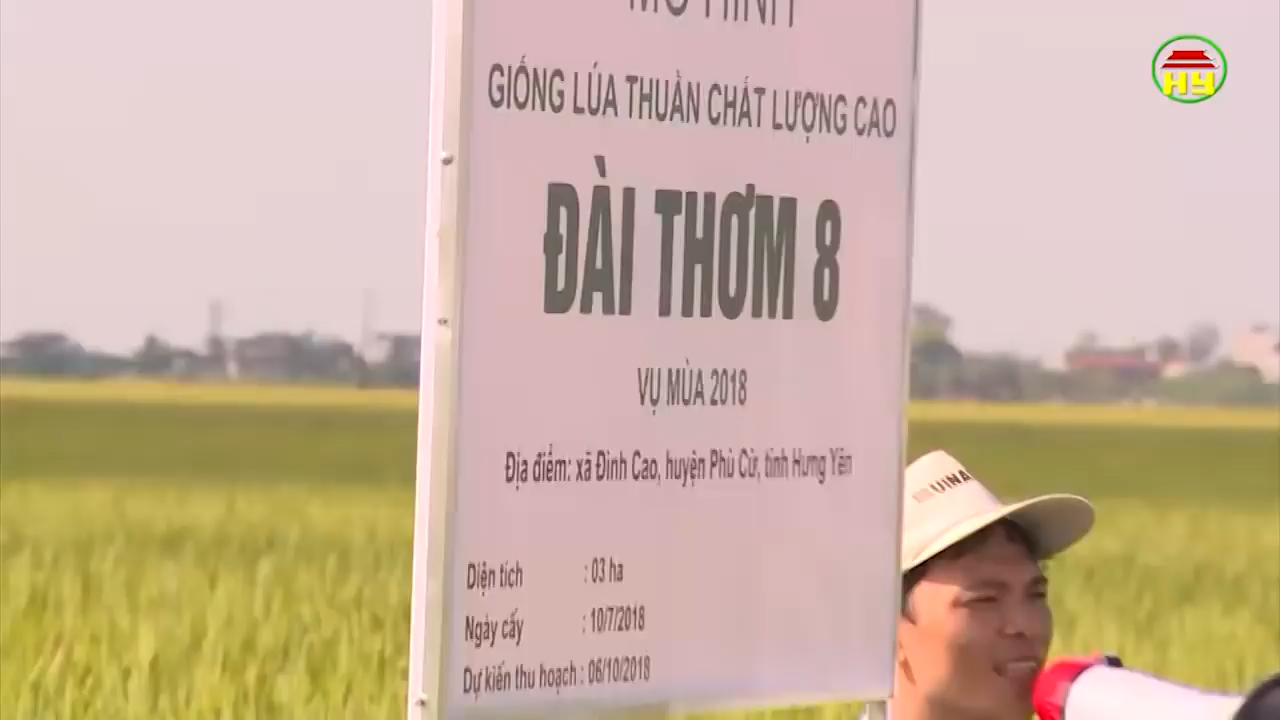 MÔ HÌNH
GIỐNG LÚA THUẦN CHẤT LƯỢNG CAO
ĐÀI THƠM 8
VỤ MÙA 2018
Địa điểm: xã Đình Cao, huyện Phù Cừ, tỉnh Hưng Yên
Diện tích : 03 ha
Ngày cấy : 10/7/2018
Dự kiến thu hoạch : 06/10/2018
HY